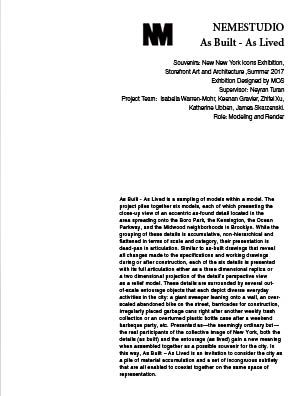 NEMESTUDIO
NM
As Built - As Lived
Souvenirs: New New York Icons Exhibition,
Storefront Art and Architecture ,Summer 2017
Exhbition Designed by MOS
Supervisor: Neyran Turan
Project Team: Isabella Warren-Mohr, Keenan Gravier, Zhifei Xu,
Katherine Ubben, James Skarzenski.
Role: Modeling and Render
As Built - As Lived is a sampling of models within a model. The
project piles together six models, each of which presenting the
close-up view of an eccentric as-found detail located in the
area spreading onto the Boro Park, the Kensington, the Ocean
Parkway, and the Midwood neighborhoods in Brooklyn. While the
grouping of these details is accumulative, non-hierarchical and
flattened in terms of scale and category, their presentation is
dead-pan in articulation. Similar to as-built drawings that reveal
all changes made to the specifications and working drawings
during or after construction, each of the six details is presented
with its full articulation either as a three dimensional replica or
a two dimensional projection of the detail's perspective view
as a relief model. These details are surrounded by several out-
of-scale entourage objects that each depict diverse everyday
activities in the city: a giant sweeper leaning onto a wall, an over-
scaled abandoned bike on the street, barricades for construction,
irregularly placed garbage cans right after another weekly trash
collection or an overturned plastic bottle case after a weekend
barbeque party, etc. Presented as—the seemingly ordinary but—
the real participants of the collective image of New York, both the
details (as built) and the entourage (as lived) gain a new meaning
when assembled together as a possible souvenir for the city. In
this way, As Built – As Lived is an invitation to consider the city as
a pile of material accumulation and a set of incongruous subtlety
that are all enabled to coexist together on the same space of
representation.